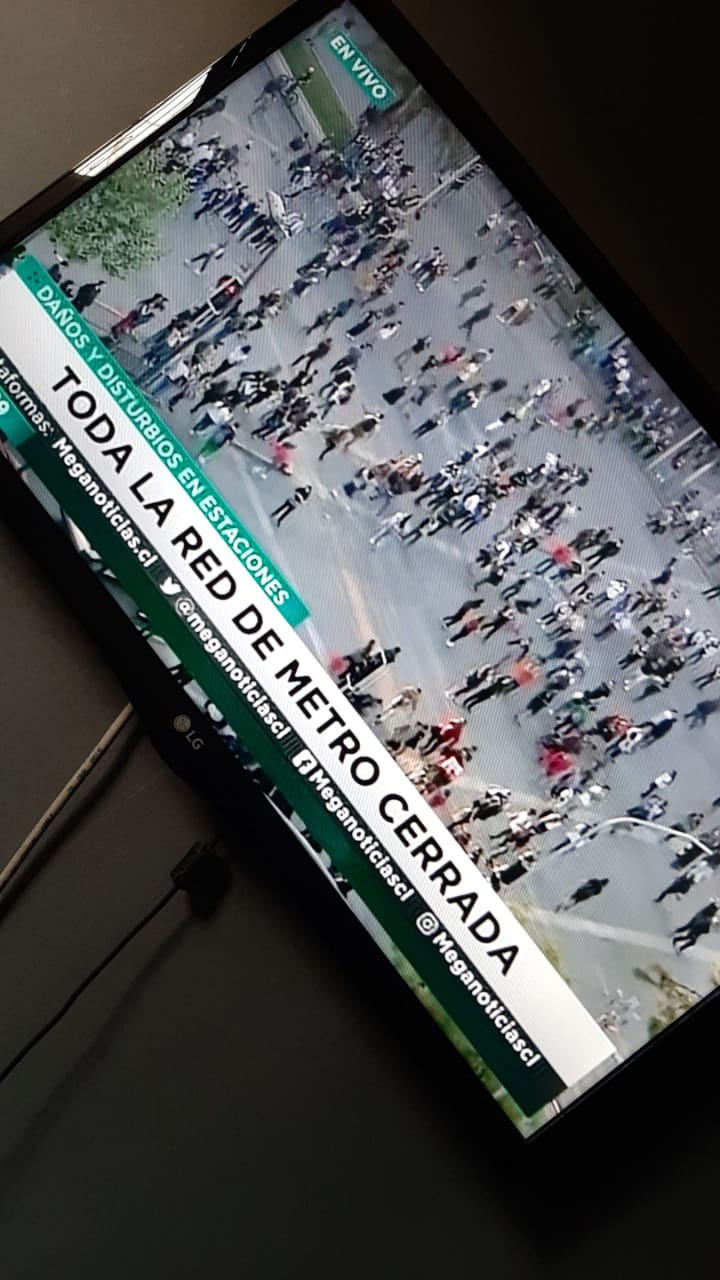 EN VIVO
DAÑOS Y DISTURBIOS EN ESTACIONES
TODA LA RED DE METRO CERRADA
Meganoticias.cl @meganoticiascl Meganoticiascl Meganoticiascl
LG